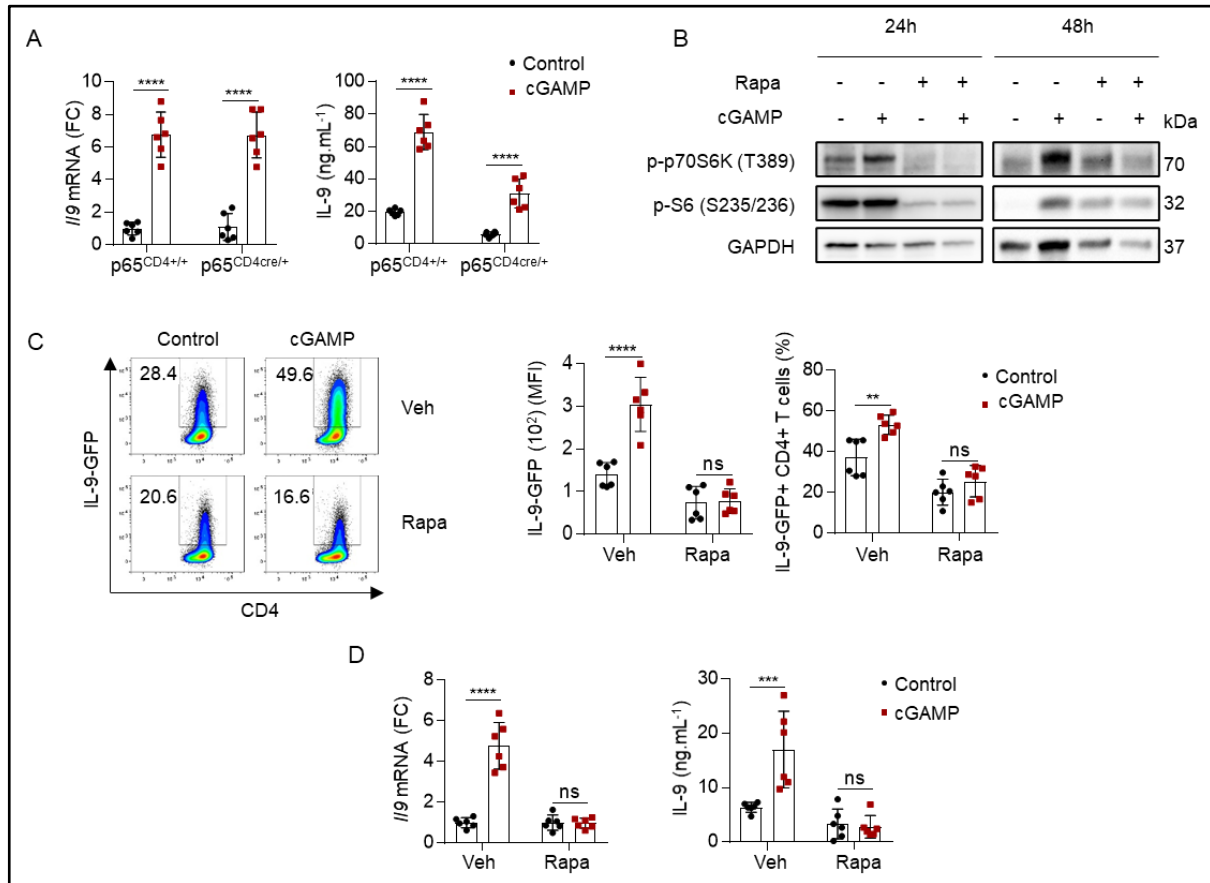 A
Il9 mRNA (FC)
10
8
6
4
2
0
****
****
p65CD4+/+
p65CD4cre/+
IL-9 (ng.mL-1)
100
80
60
40
20
0
****
****
p65CD4+/+
p65CD4cre/+
Control
cGAMP
B
24h
48h
Rapa - - + + - - + +
cGAMP - + - + - + - + kDa
p-p70S6K (T389) 70
p-S6 (S235/236) 32
GAPDH 37
C
Control cGAMP
IL-9-GFP
28.4 49.6 Veh
20.6 16.6 Rapa
CD4
IL-9-GFP (102) (MFI)
4
3
2
1
0
****
ns
Veh Rapa
IL-9-GFP+ CD4+ T cells (%)
80
60
40
20
0
**
ns
Veh Rapa
Control
cGAMP
D
Il9 mRNA (FC)
8
6
4
2
0
****
ns
Veh Rapa
IL-9 (ng.mL-1)
30
20
10
0
***
ns
Veh Rapa
Control
cGAMP